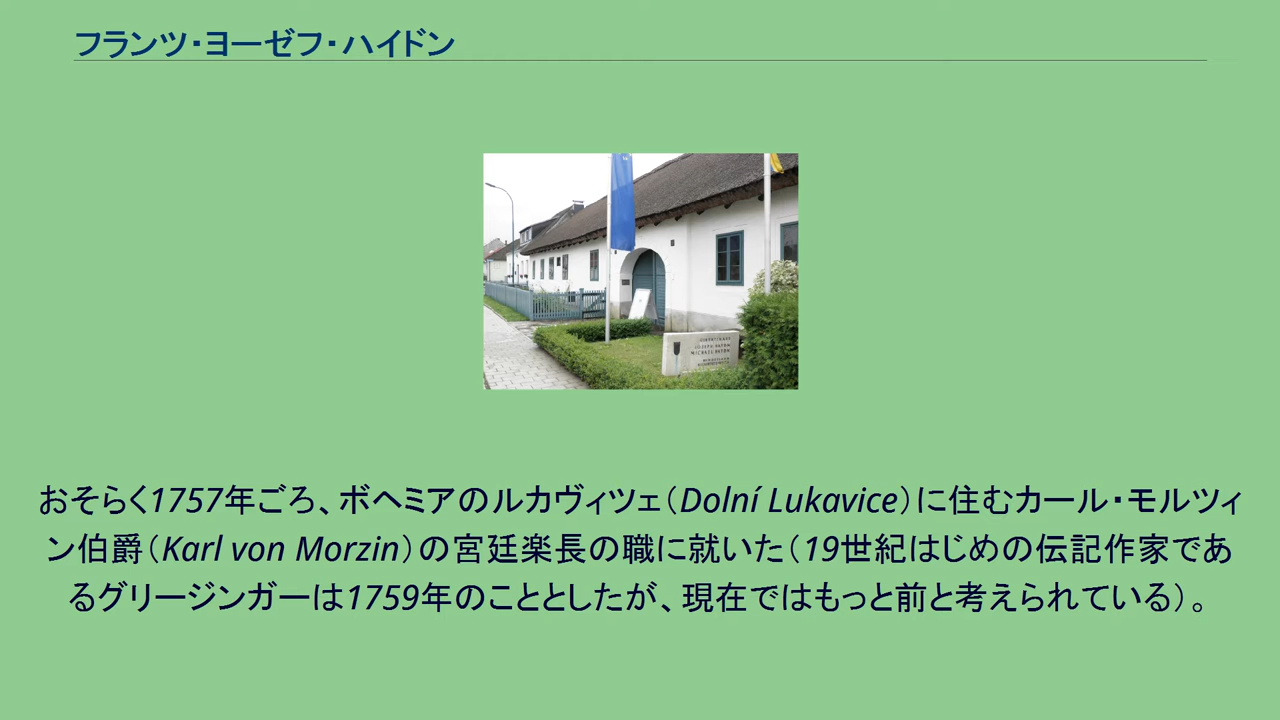 フランツ・ヨーゼフ・ハイドン
おそらく1757年ごろ、ボヘミアのルカヴィツェ（Dolní Lukavice）に住むカール・モルツィ
ン伯爵（Karl von Morzin）の宮廷楽長の職に就いた（19世紀はじめの伝記作家であ
るグリージンガーは1759年のこととしたが、現在ではもっと前と考えられている）。